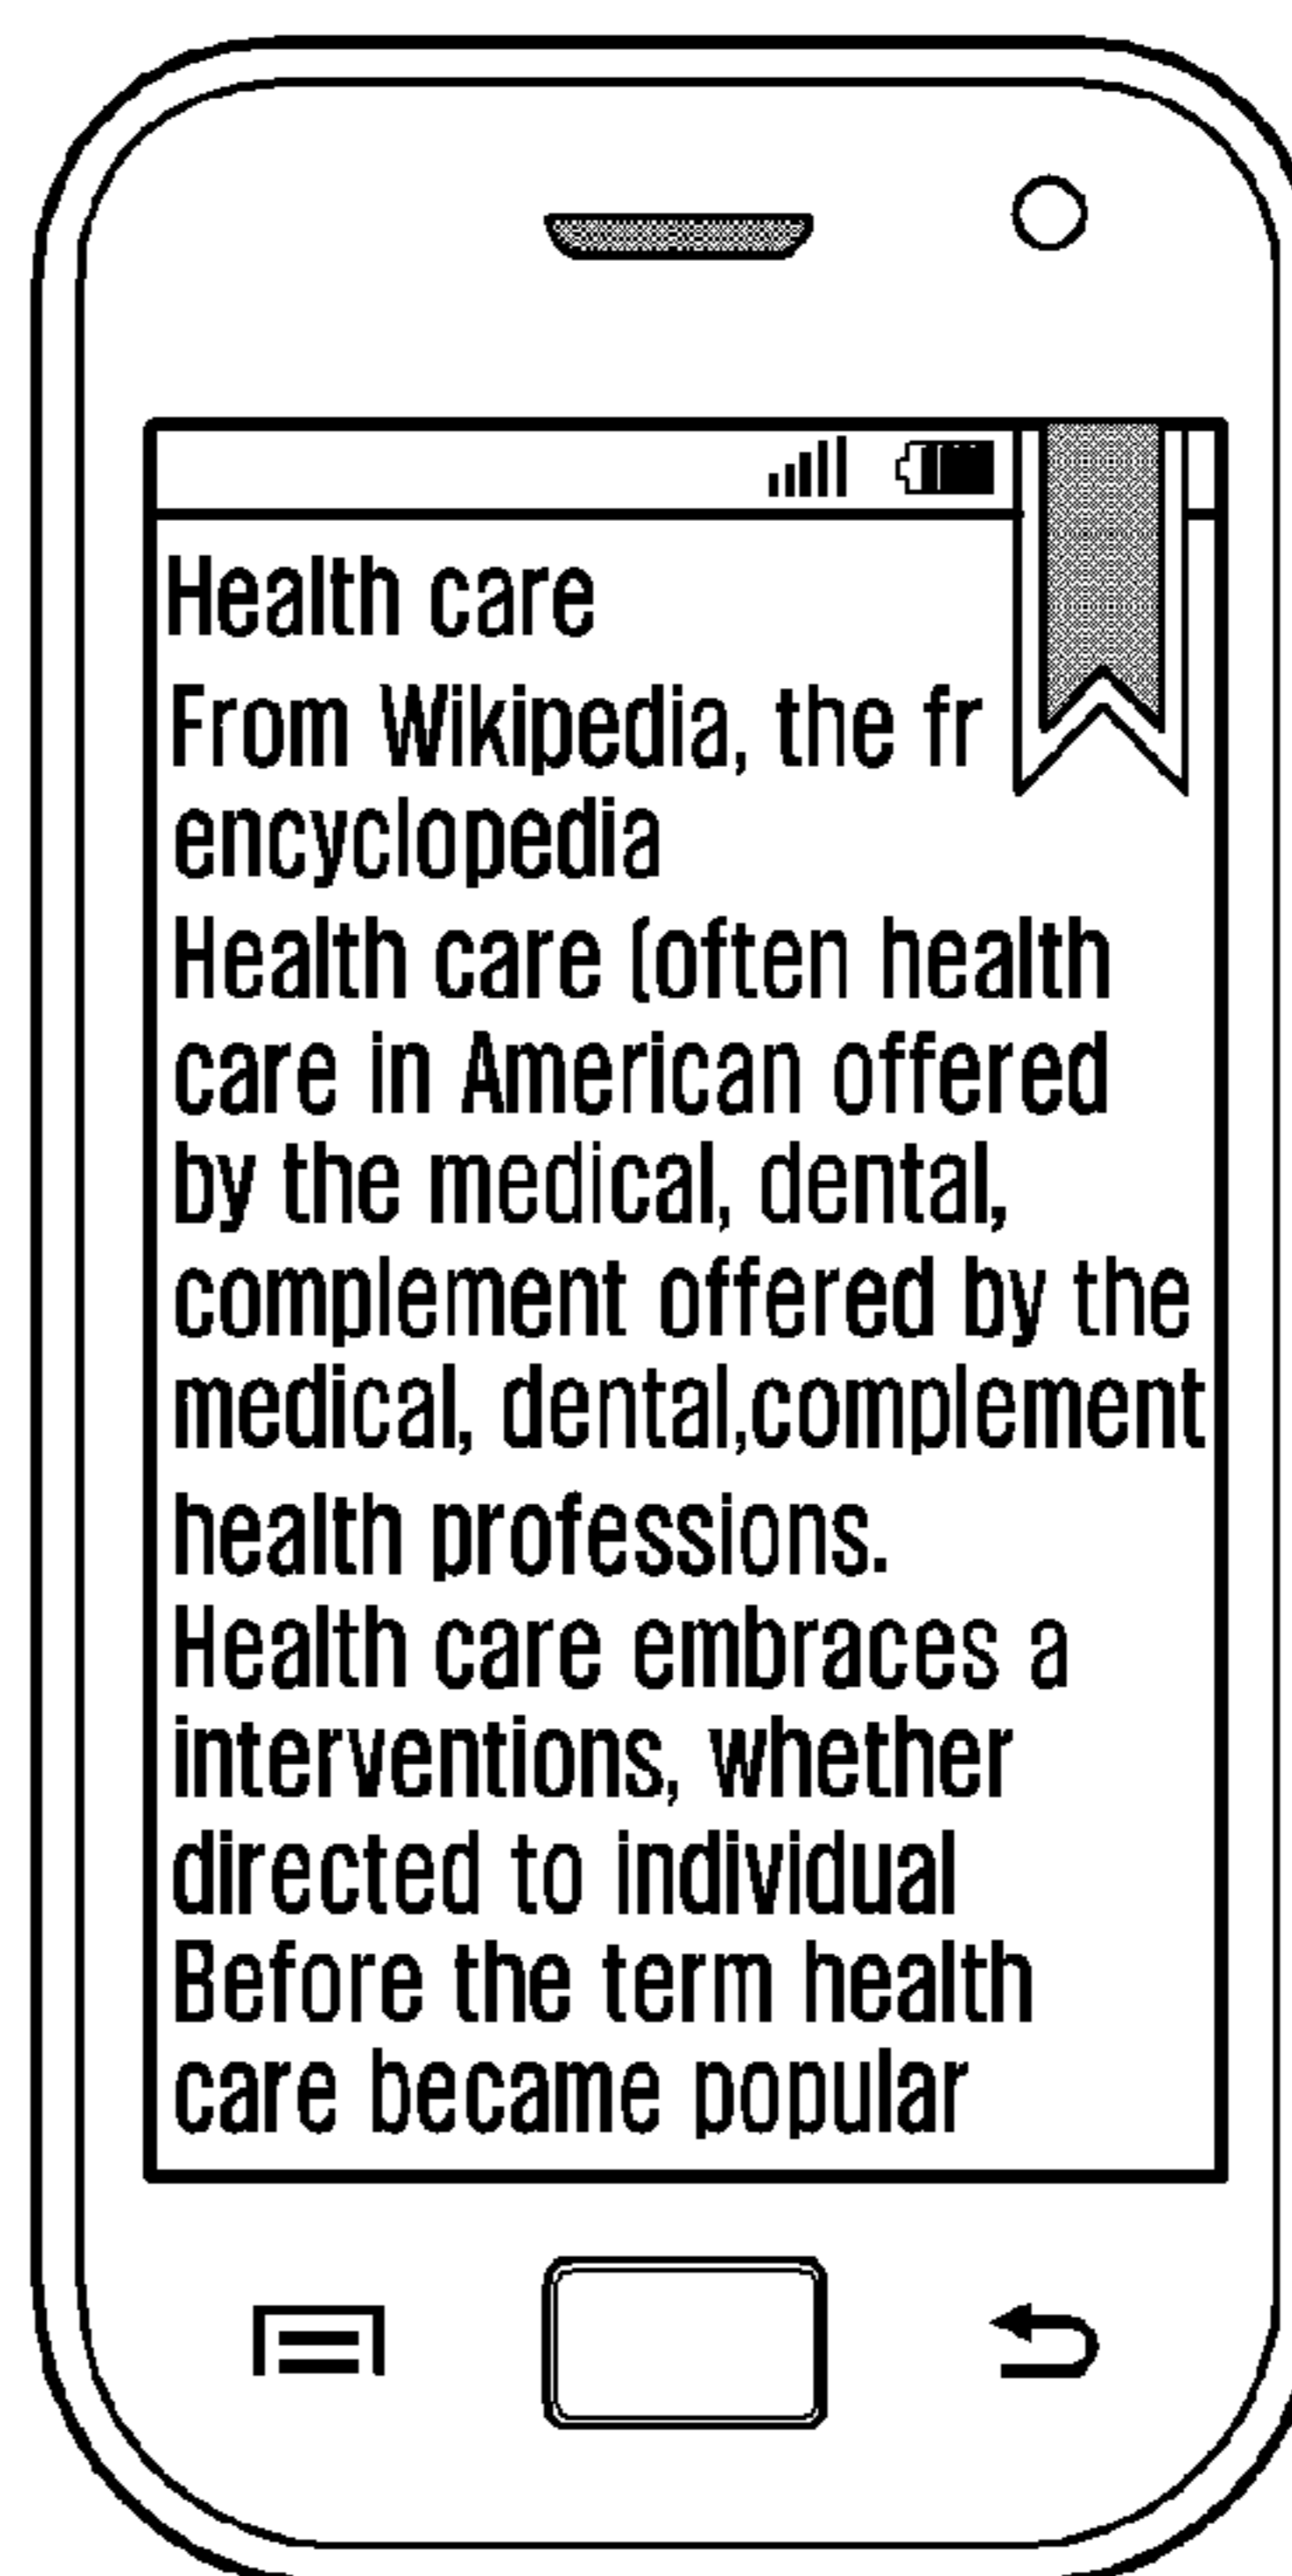 Health care
From Wikipedia, the fr
encyclopedia
Health care (often health
care in American offered
by the medical, dental,
complement offered by the
medical, dental,complement
health professions.
Health care embraces a
interventions, whether
directed to individual
Before the term health
care became popular